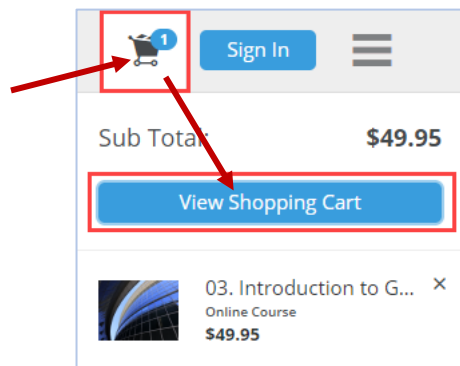 1
Sign In
Sub Total: $49.95
View Shopping Cart
03. Introduction to G... ×
Online Course
$49.95